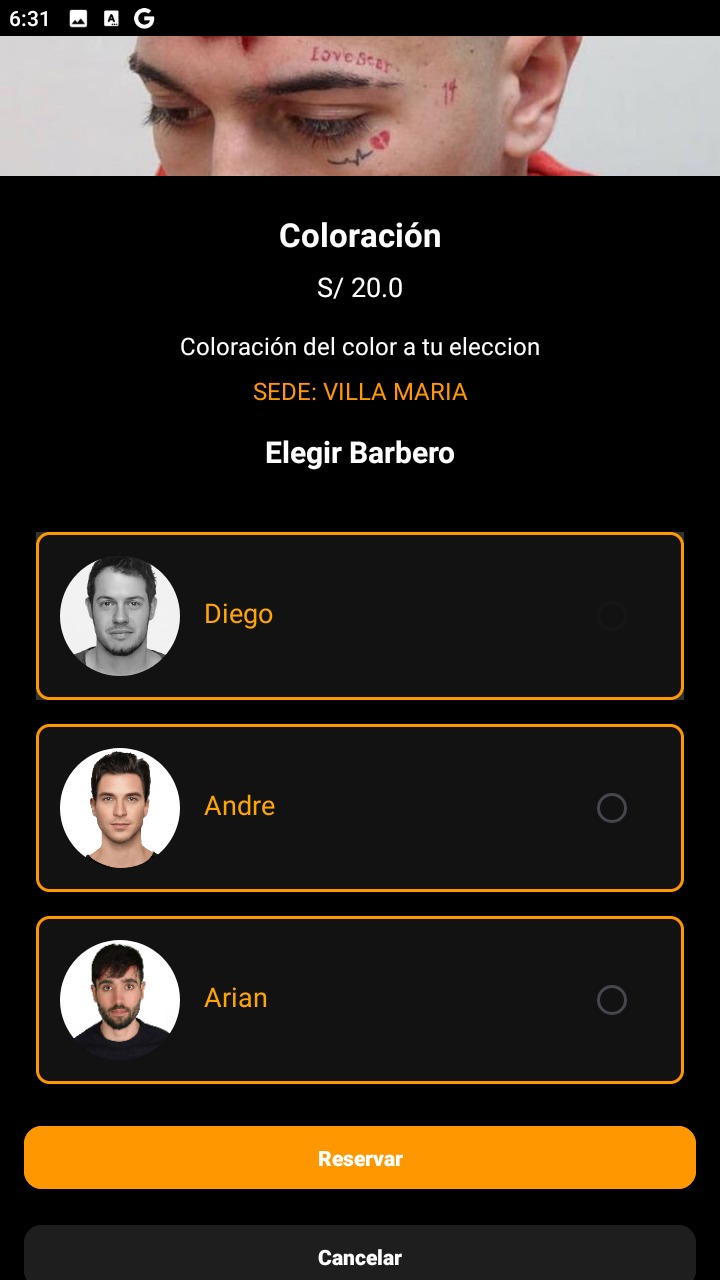 6:31
A
G
Love Scar
14
Coloración
S/ 20.0
Coloración del color a tu eleccion
SEDE: VILLA MARIA
Elegir Barbero
Diego
Andre
Arian
Reservar
Cancelar